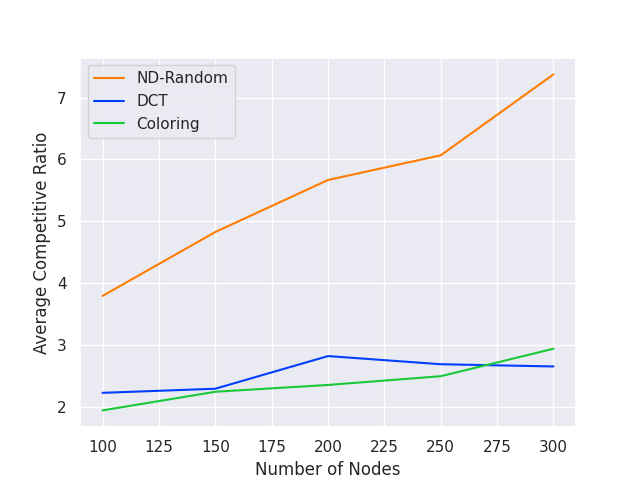 ND-Random
DCT
Coloring
Average Competitive Ratio
7
6
5
4
3
2
100 125 150 175 200 225 250 275 300
Number of Nodes